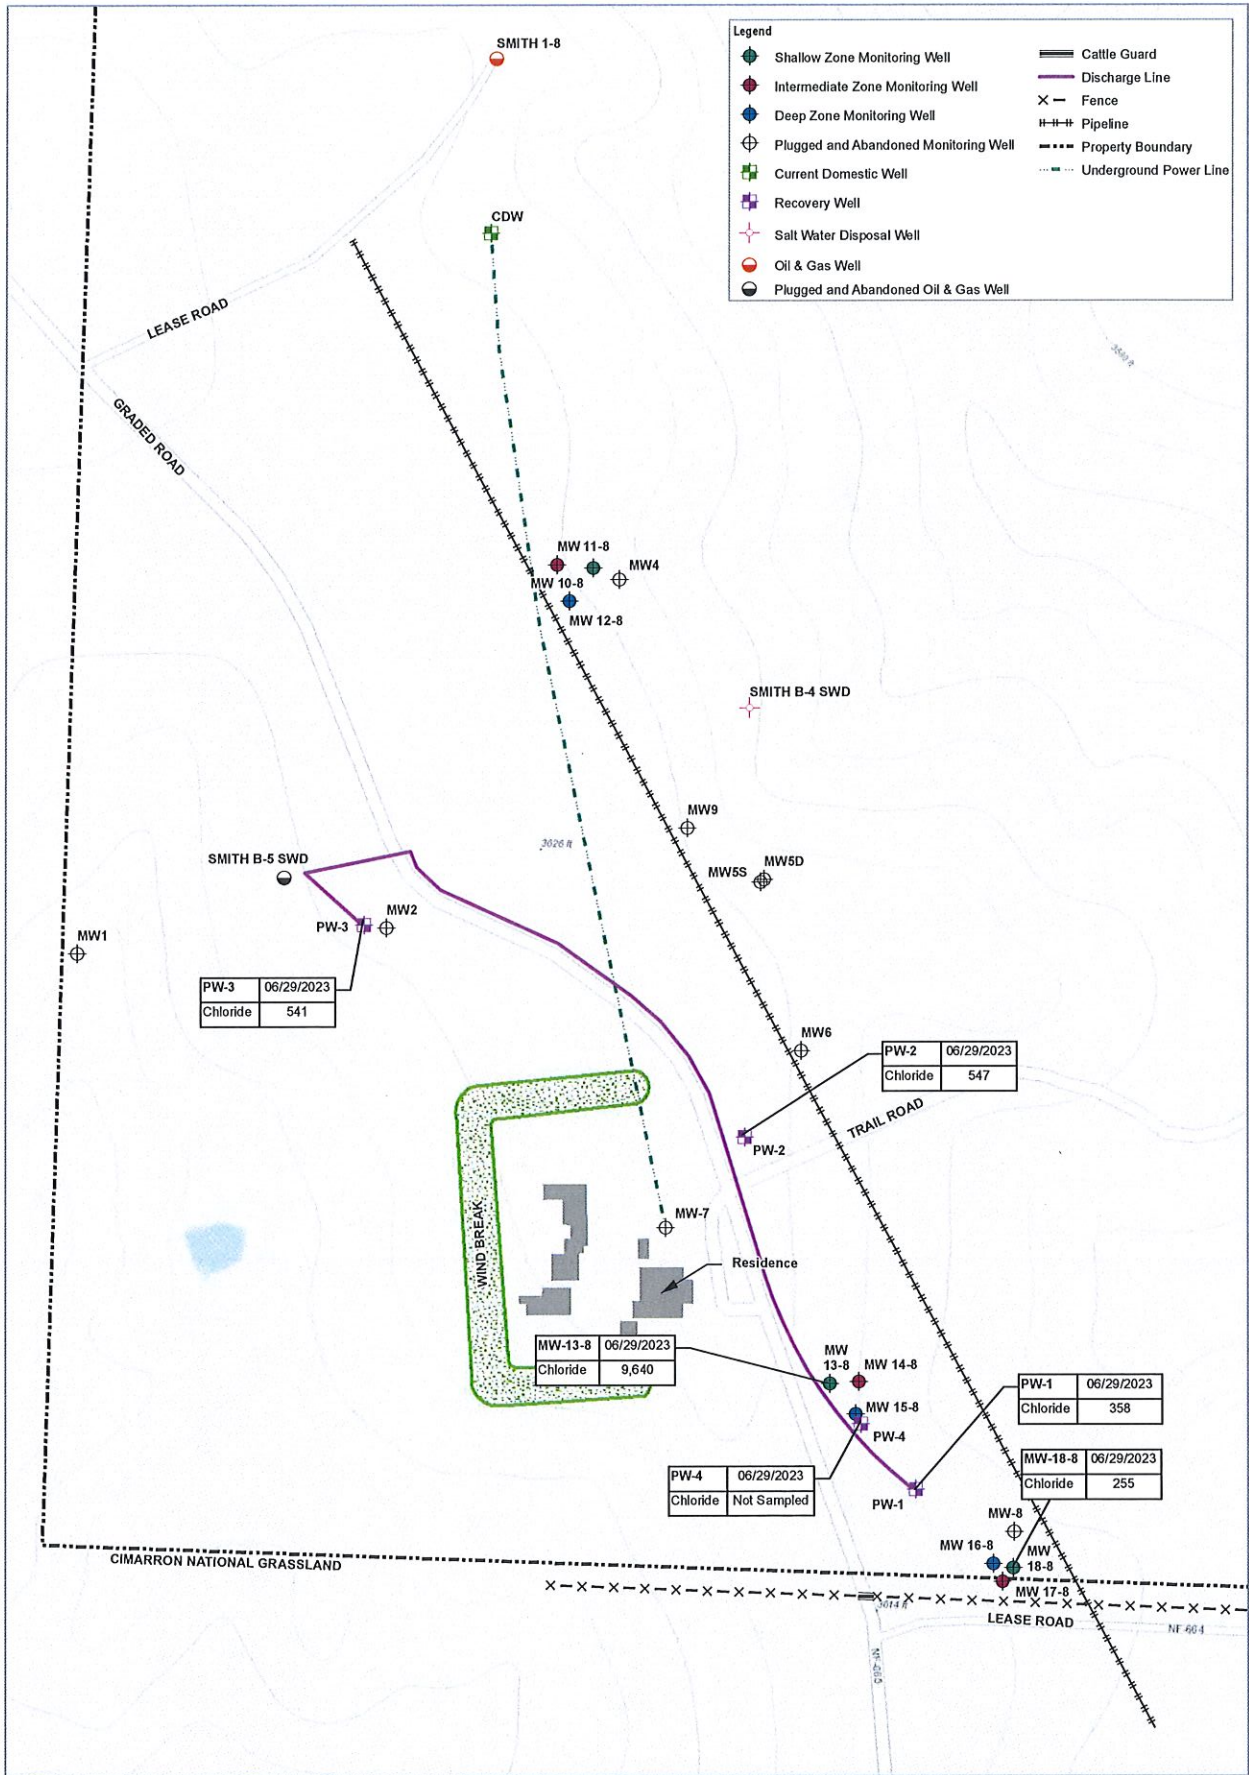 SMITH 1-8
Legend
Shallow Zone Monitoring Well
Intermediate Zone Monitoring Well
Deep Zone Monitoring Well
Plugged and Abandoned Monitoring Well
Current Domestic Well
Recovery Well
Salt Water Disposal Well
Oil & Gas Well
Plugged and Abandoned Oil & Gas Well
Cattle Guard
Discharge Line
Fence
Pipeline
Property Boundary
Underground Power Line
CDW
LEASE ROAD
GRADED ROAD
MW 11-8
MW4
MW 10-8
MW 12-8
SMITH B-4 SWD
MW9
3026 ft
SMITH B-5 SWD
MW5D
MW5S
MW2
PW-3
MW1
PW-3 06/29/2023
Chloride 541
MW6
PW-2 06/29/2023
Chloride 547
TRAIL ROAD
PW-2
WIND BREAK
MW-7
Residence
MW-13-8 06/29/2023
Chloride 9,640
MW
13-8
MW 14-8
PW-1 06/29/2023
Chloride 358
MW 15-8
PW-4
MW-18-8 06/29/2023
Chloride 255
PW-4 06/29/2023
Chloride Not Sampled
PW-1
MW-8
MW 16-8
MW
18-8
CIMARRON NATIONAL GRASSLAND
MW 17-8
3014 ft
LEASE ROAD
NF-664